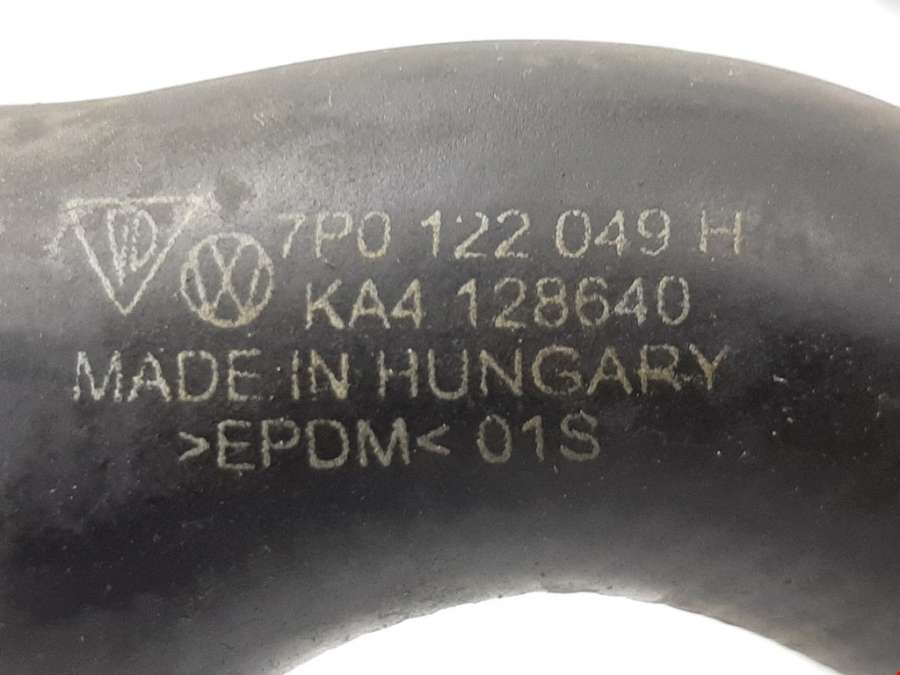 7P0 122 049 H
KA4 128640
MADE IN HUNGARY
>EPDM< 01S